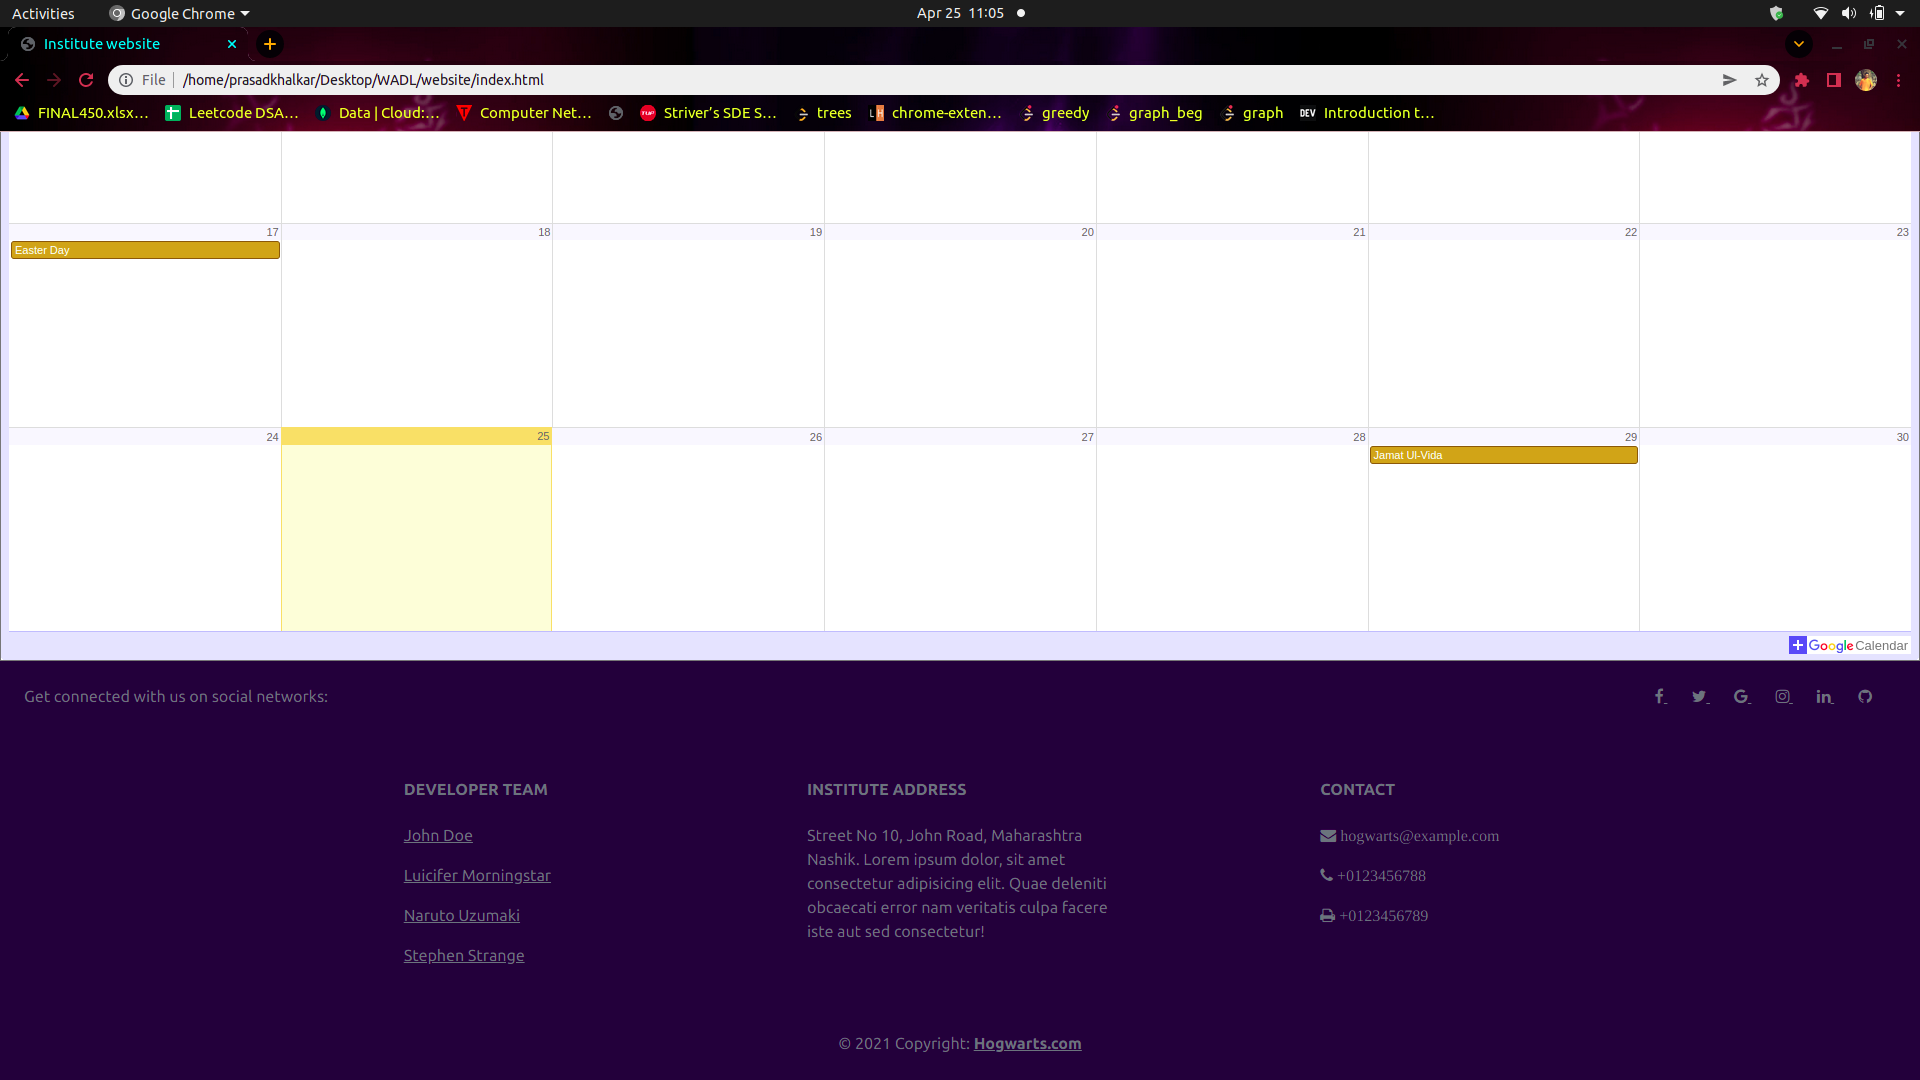 Activities Google Chrome Apr 25 11:05
Institute website
File /home/prasadkhalkar/Desktop/WADL/website/index.html
FINAL450.xlsx... Leetcode DSA... Data | Cloud:... Computer Net... Striver's SDE S... trees chrome-exten... greedy graph_beg graph DEV Introduction t...
17 18 19 20 21 22 23
Easter Day
24 25 26 27 28 29 30
Jamat Ul-Vida
Google Calendar
Get connected with us on social networks:
DEVELOPER TEAM
John Doe
Luicifer Morningstar
Naruto Uzumaki
Stephen Strange
INSTITUTE ADDRESS
Street No 10, John Road, Maharashtra
Nashik. Lorem ipsum dolor, sit amet
consectetur adipisicing elit. Quae deleniti
obcaecati error nam veritatis culpa facere
iste aut sed consectetur!
CONTACT
hogwarts@example.com
+0123456788
+0123456789
© 2021 Copyright: Hogwarts.com